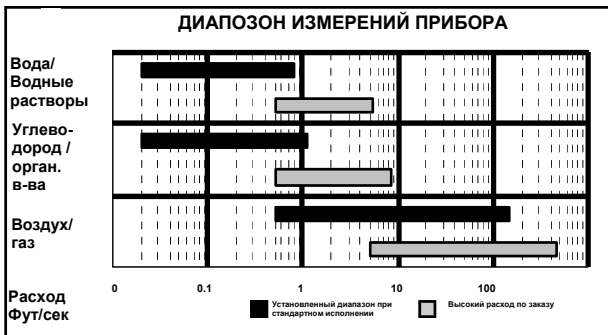 ДИАПОЗОН ИЗМЕРЕНИЙ ПРИБОРА
Вода/
Водные
растворы
Углево-
дород /
орган.
в-ва
Воздух/
газ
Расход
Фут/сек
0 0.1 1 10 100
Установленный диапазон при
стандартном исполнении
Высокий расход по заказу